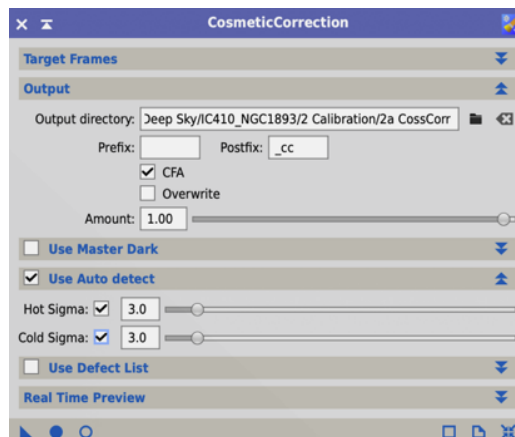 CosmeticCorrection
Target Frames
Output
Output directory: Deep Sky/IC410_NGC1893/2 Calibration/2a CossCorr
Prefix: Postfix: _cc
CFA
Overwrite
Amount: 1.00
Use Master Dark
Use Auto detect
Hot Sigma: 3.0
Cold Sigma: 3.0
Use Defect List
Real Time Preview